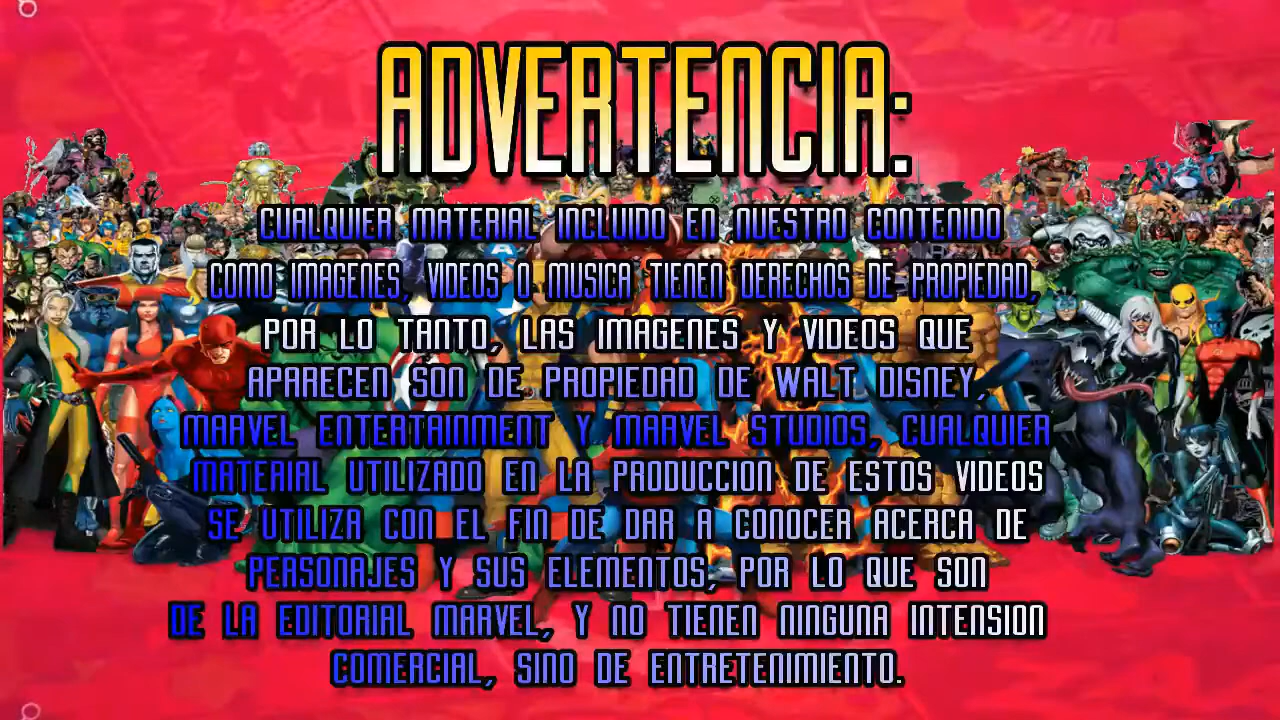 ADVERTENCIA:
CUALQUIER MATERIAL INCLUIDO EN NUESTRO CONTENIDO
COMO IMAGENES, VIDEOS O MUSICA TIENEN DERECHOS DE PROPIEDAD,
POR LO TANTO, LAS IMAGENES Y VIDEOS QUE
APARECEN SON DE PROPIEDAD DE WALT DISNEY,
MARVEL ENTERTAINMENT Y MARVEL STUDIOS, CUALQUIER
MATERIAL UTILIZADO EN LA PRODUCCION DE ESTOS VIDEOS
SE UTILIZA CON EL FIN DE DAR A CONOCER ACERCA DE
PERSONAJES Y SUS ELEMENTOS, POR LO QUE SON
DE LA EDITORIAL MARVEL, Y NO TIENEN NINGUNA INTENSION
COMERCIAL, SINO DE ENTRETENIMIENTO.